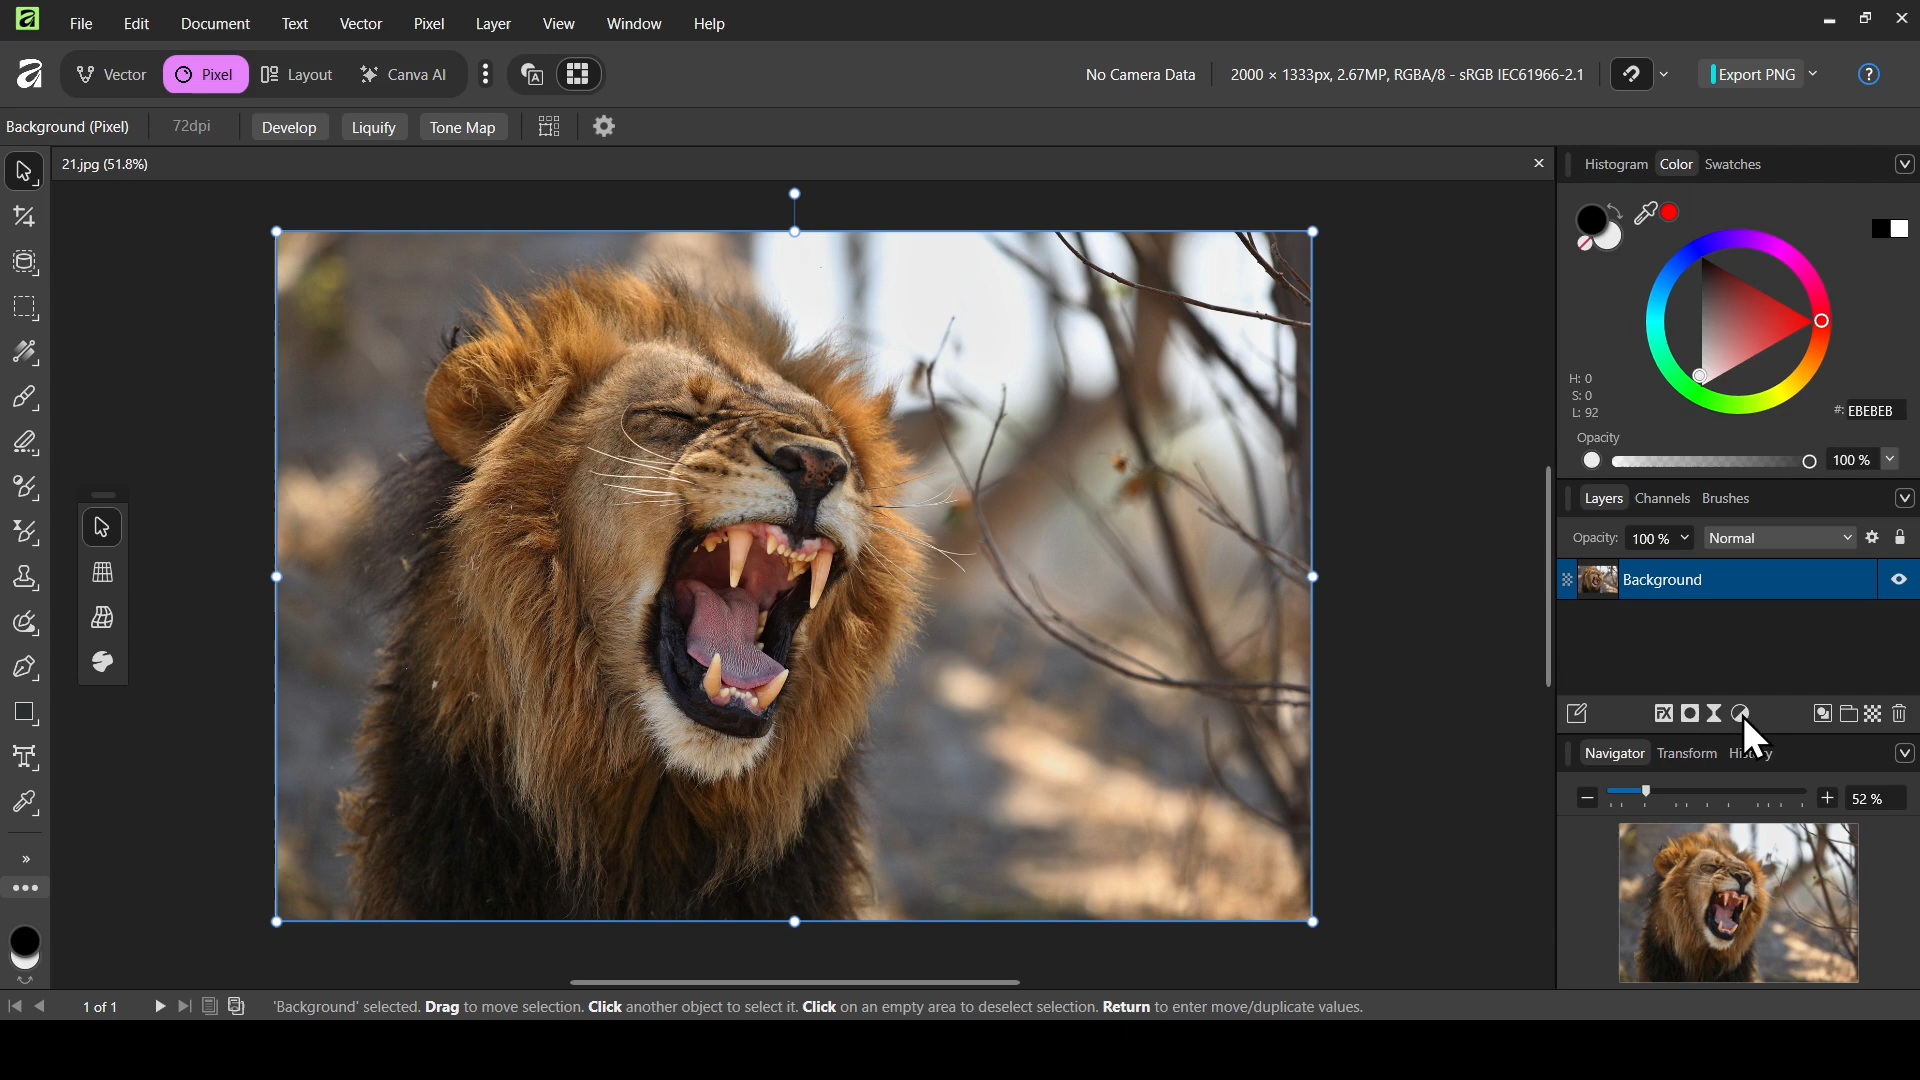 File Edit Document Text Vector Pixel Layer View Window Help
Vector Pixel Layout Canva AI No Camera Data 2000 × 1333px, 2.67MP, RGBA/8 - sRGB IEC61966-2.1 Export PNG ?
Background (Pixel) 72dpi Develop Liquify Tone Map
21.jpg (51.8%)
Histogram Color Swatches
H: 0
S: 0
L: 92
#: EBEBEB
Opacity
100 %
Layers Channels Brushes
Opacity: 100 % Normal
Background
FX
Navigator Transform History
52 %
1 of 1 'Background' selected. Drag to move selection. Click another object to select it. Click on an empty area to deselect selection. Return to enter move/duplicate values.